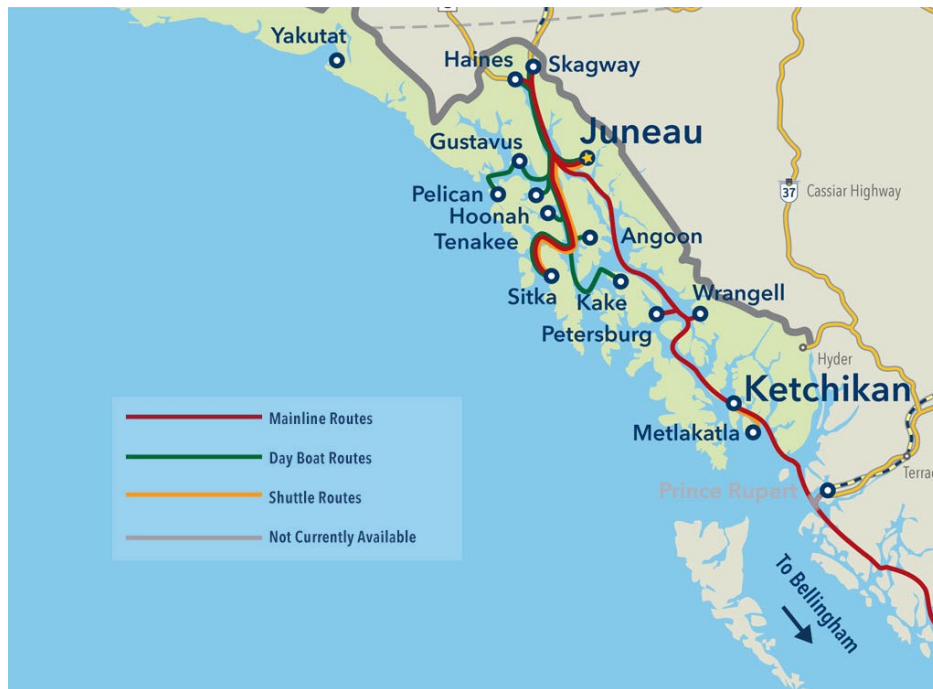 Yakutat
Haines
Skagway
Juneau
Gustavus
37
Cassiar Highway
Pelican
Hoonah
Tenakee
Angoon
Sitka
Kake
Wrangell
Petersburg
Hyder
Ketchikan
Metlakatla
Mainline Routes
Day Boat Routes
Shuttle Routes
Not Currently Available
Terra
Prince Rupert
To Bellingham